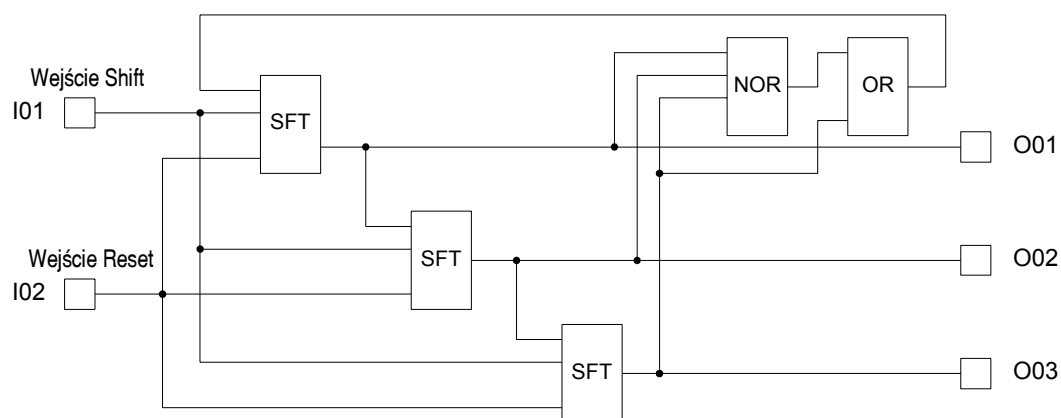 Wejście Shift
I01
SFT
NOR
OR
O01
Wejście Reset
I02
SFT
O02
SFT
O03